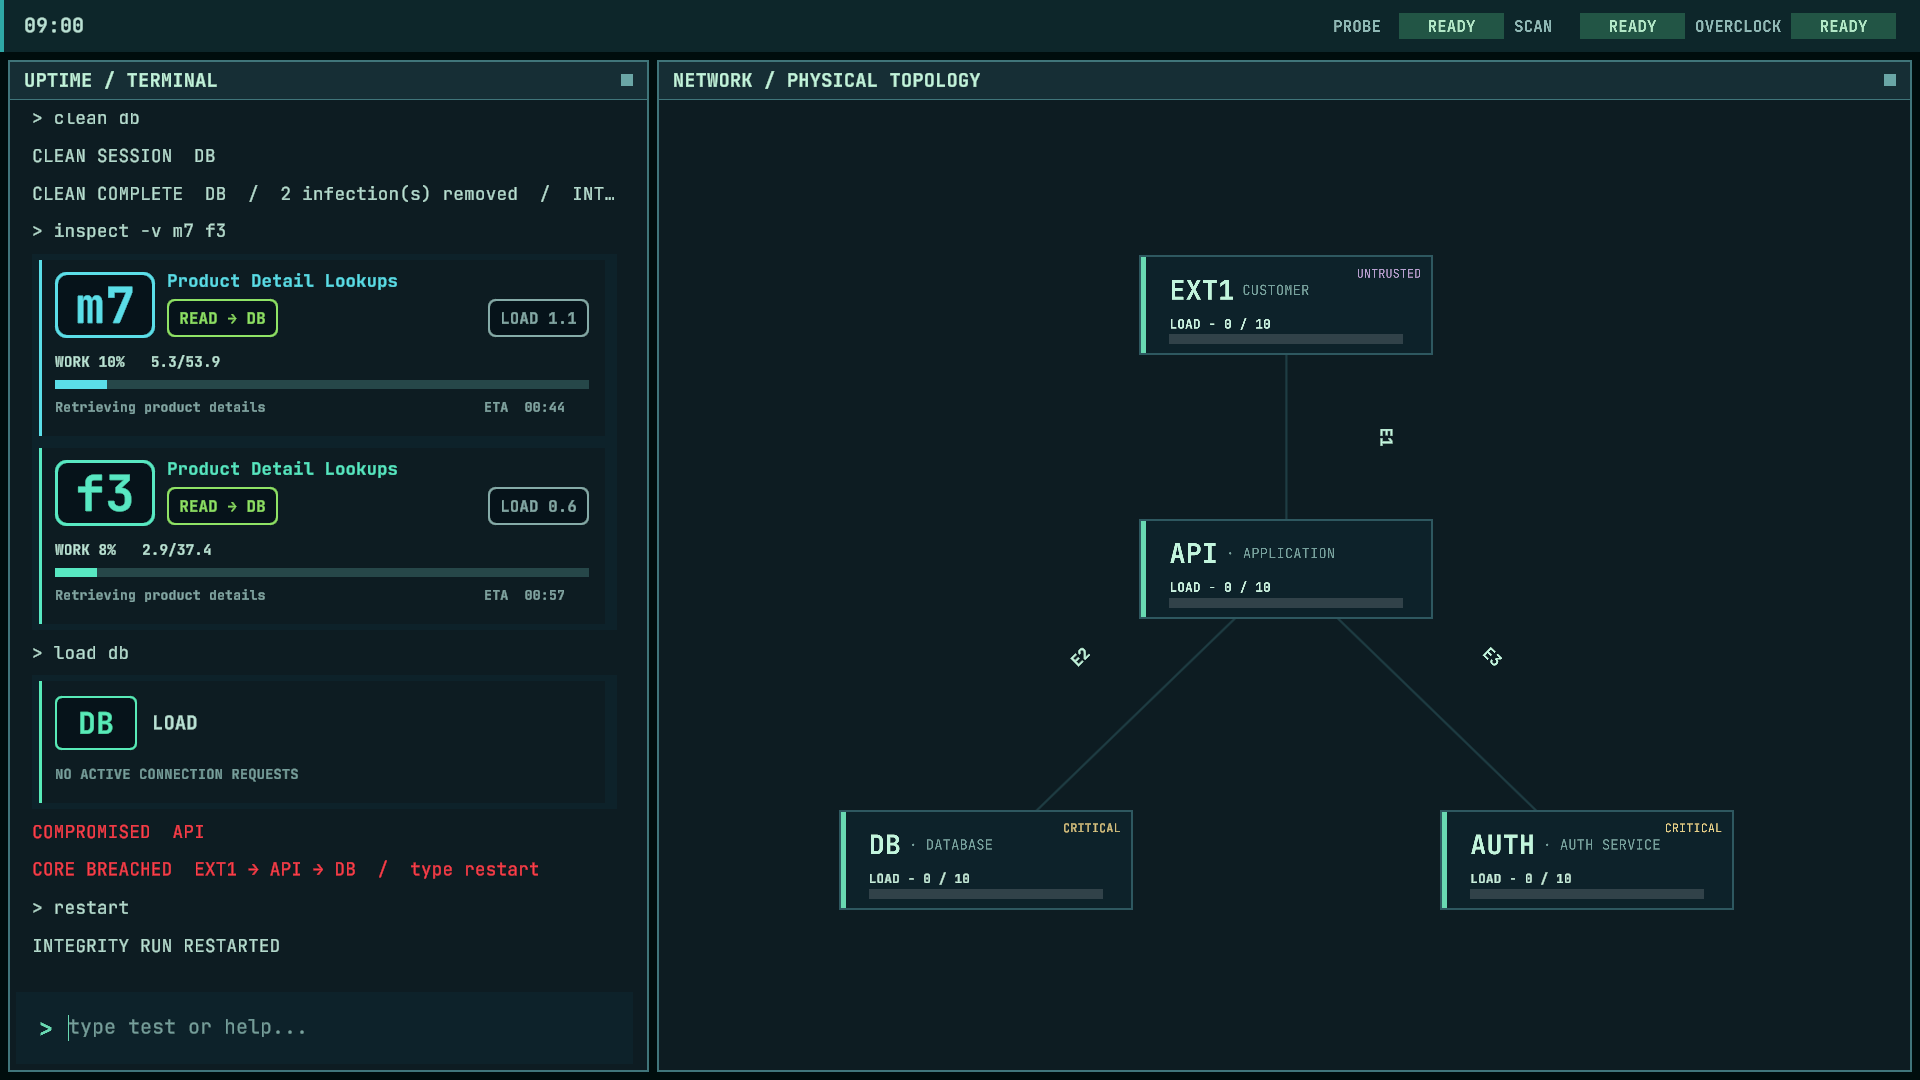 09:00
PROBE READY SCAN READY OVERCLOCK READY
UPTIME / TERMINAL
> clean db
CLEAN SESSION DB
CLEAN COMPLETE DB / 2 infection(s) removed / INT…
> inspect -v m7 f3
m7 Product Detail Lookups
READ → DB LOAD 1.1
WORK 10% 5.3/53.9
Retrieving product details ETA 00:44
f3 Product Detail Lookups
READ → DB LOAD 0.6
WORK 8% 2.9/37.4
Retrieving product details ETA 00:57
> load db
DB LOAD
NO ACTIVE CONNECTION REQUESTS
COMPROMISED API
CORE BREACHED EXT1 → API → DB / type restart
> restart
INTEGRITY RUN RESTARTED
> type test or help...
NETWORK / PHYSICAL TOPOLOGY
UNTRUSTED
EXT1 CUSTOMER
LOAD - 0 / 10
E1
API · APPLICATION
LOAD - 0 / 10
E2
E3
CRITICAL
DB · DATABASE
LOAD - 0 / 10
CRITICAL
AUTH · AUTH SERVICE
LOAD - 0 / 10